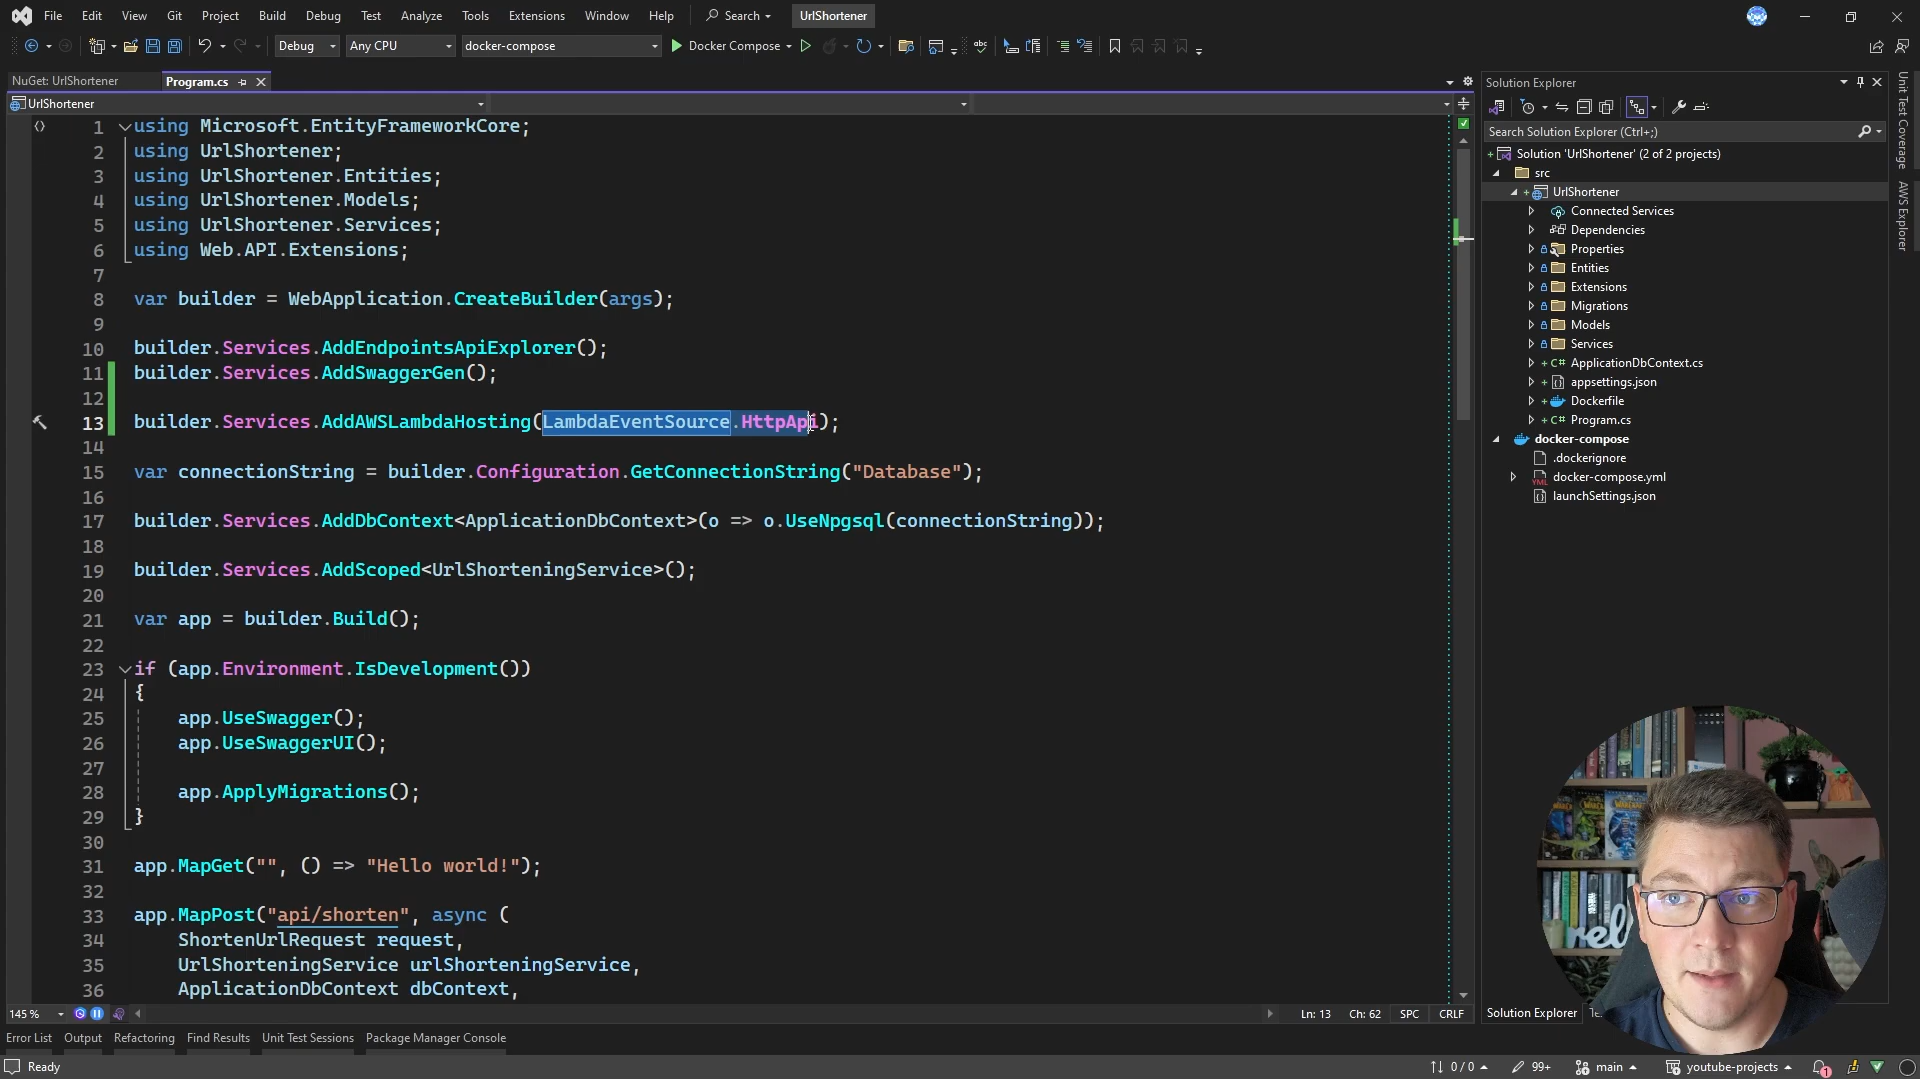 File Edit View Git Project Build Debug Test Analyze Tools Extensions Window Help Search UrlShortener
Debug Any CPU docker-compose Docker Compose
NuGet: UrlShortener Program.cs
UrlShortener
1 using Microsoft.EntityFrameworkCore;
2 using UrlShortener;
3 using UrlShortener.Entities;
4 using UrlShortener.Models;
5 using UrlShortener.Services;
6 using Web.API.Extensions;
7
8 var builder = WebApplication.CreateBuilder(args);
9
10 builder.Services.AddEndpointsApiExplorer();
11 builder.Services.AddSwaggerGen();
12
13 builder.Services.AddAWSLambdaHosting(LambdaEventSource.HttpApi);
14
15 var connectionString = builder.Configuration.GetConnectionString("Database");
16
17 builder.Services.AddDbContext<ApplicationDbContext>(o => o.UseNpgsql(connectionString));
18
19 builder.Services.AddScoped<UrlShorteningService>();
20
21 var app = builder.Build();
22
23 if (app.Environment.IsDevelopment())
24 {
25 app.UseSwagger();
26 app.UseSwaggerUI();
27
28 app.ApplyMigrations();
29 }
30
31 app.MapGet("", () => "Hello world!");
32
33 app.MapPost("api/shorten", async (
34 ShortenUrlRequest request,
35 UrlShorteningService urlShorteningService,
36 ApplicationDbContext dbContext,
145 % Ln: 13 Ch: 62 SPC CRLF
Error List Output Refactoring Find Results Unit Test Sessions Package Manager Console
Ready 0 / 0 99+ main youtube-projects 1
Solution Explorer
Search Solution Explorer (Ctrl+;)
Solution 'UrlShortener' (2 of 2 projects)
src
UrlShortener
Connected Services
Dependencies
Properties
Entities
Extensions
Migrations
Models
Services
C# ApplicationDbContext.cs
appsettings.json
Dockerfile
C# Program.cs
docker-compose
.dockerignore
docker-compose.yml
launchSettings.json
Solution Explorer
Unit Test Coverage
AWS Explorer